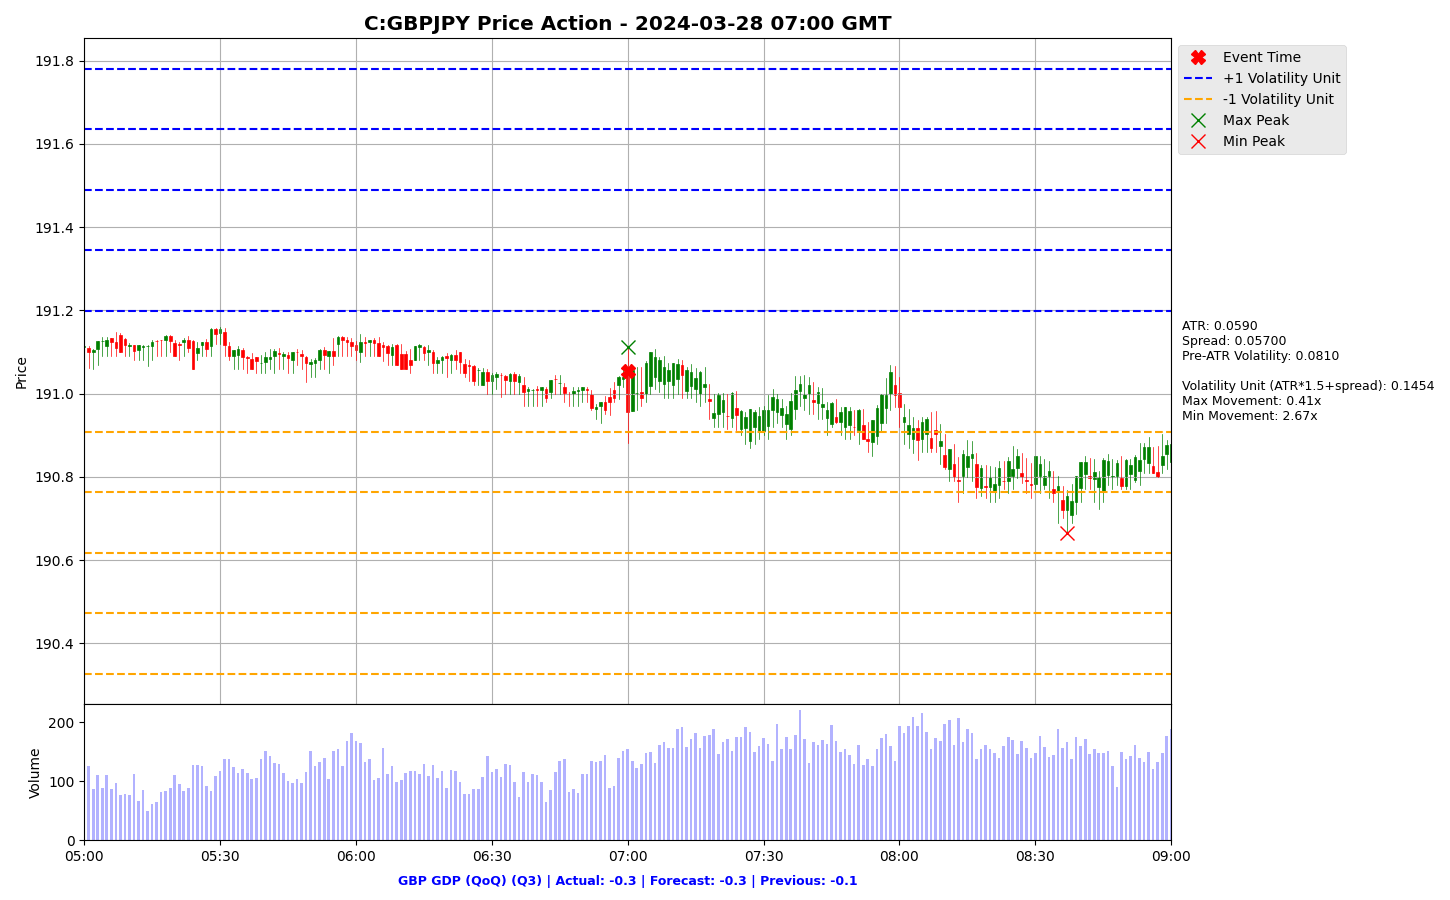 C:GBPJPY Price Action - 2024-03-28 07:00 GMT
Price
191.8
191.6
191.4
191.2
191.0
190.8
190.6
190.4
Event Time
+1 Volatility Unit
-1 Volatility Unit
Max Peak
Min Peak
ATR: 0.0590
Spread: 0.05700
Pre-ATR Volatility: 0.0810
Volatility Unit (ATR*1.5+spread): 0.1454
Max Movement: 0.41x
Min Movement: 2.67x
Volume
200
100
0
05:00 05:30 06:00 06:30 07:00 07:30 08:00 08:30 09:00
GBP GDP (QoQ) (Q3) | Actual: -0.3 | Forecast: -0.3 | Previous: -0.1